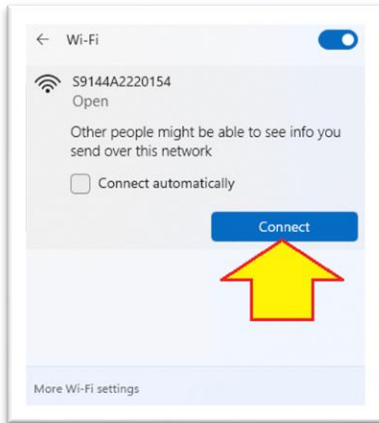 Wi-Fi
S9144A2220154
Open
Other people might be able to see info you
send over this network
Connect automatically
Connect
More Wi-Fi settings